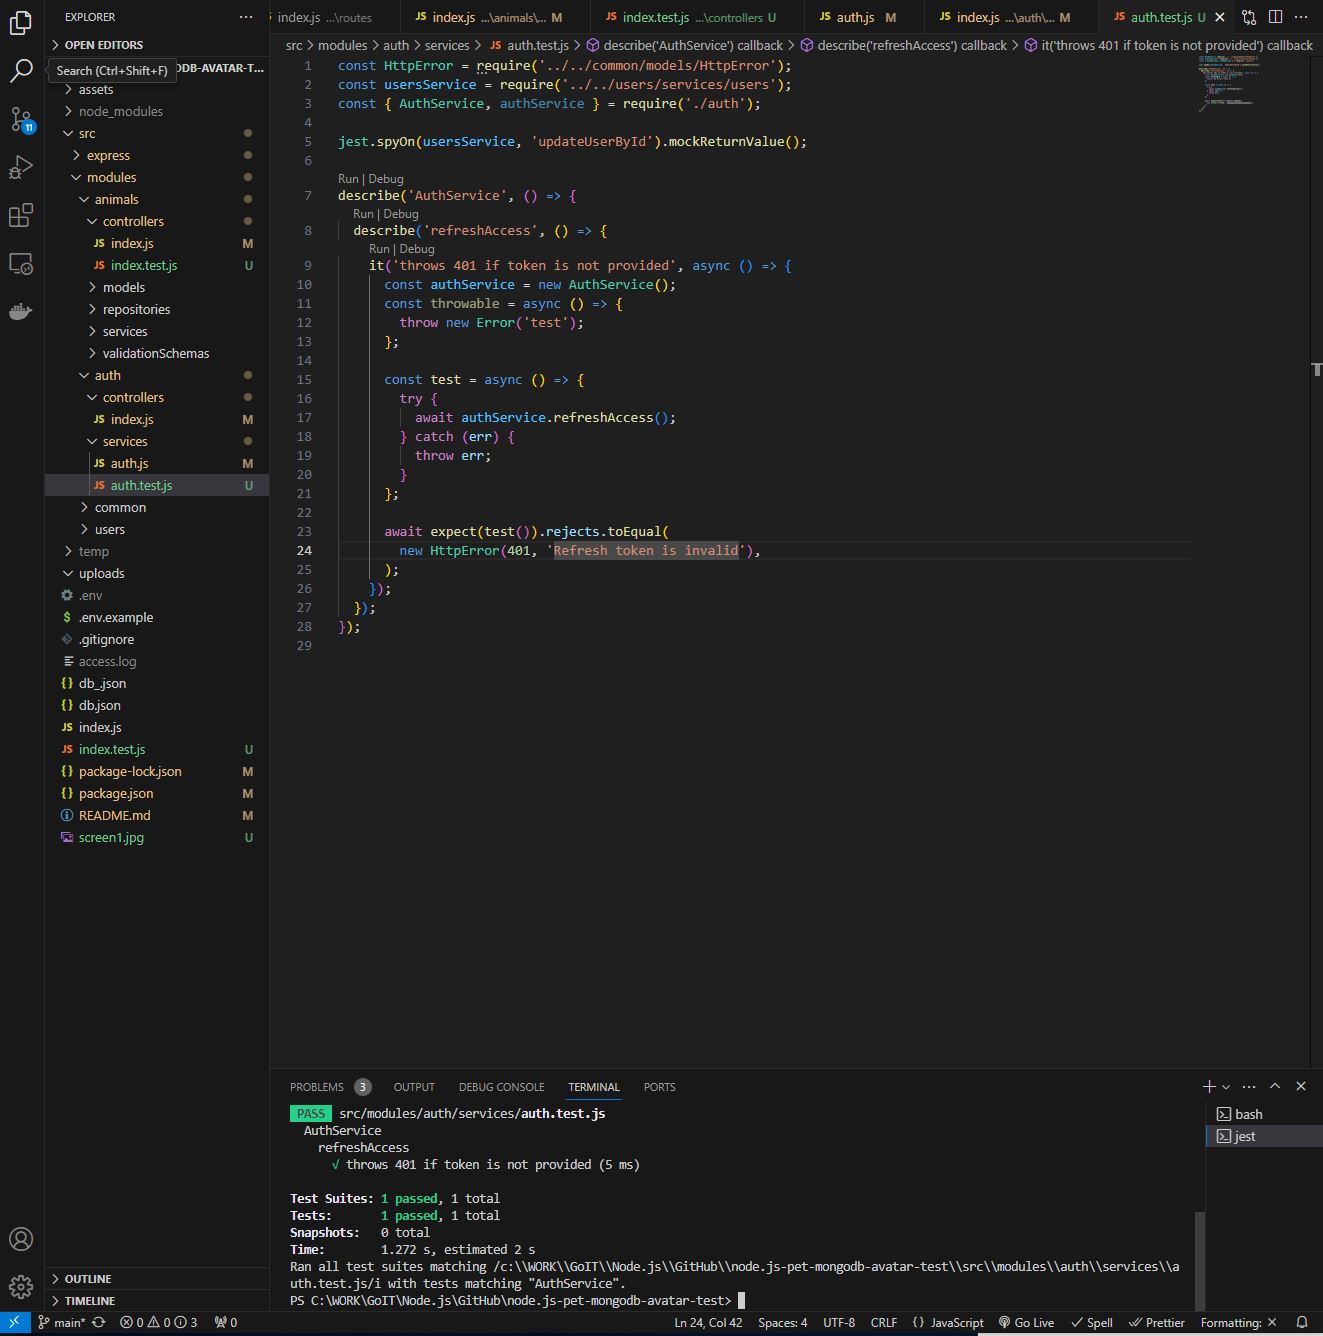 EXPLORER ...
OPEN EDITORS
ODB-AVATAR-T...
Search (Ctrl+Shift+F)
11
assets
node_modules
src
express
modules
animals
controllers
JS index.js M
JS index.test.js U
models
repositories
services
validationSchemas
auth
controllers
JS index.js M
services
JS auth.js M
JS auth.test.js U
common
users
temp
uploads
.env
$ .env.example
.gitignore
access.log
{} db_.json
{} db.json
JS index.js
JS index.test.js U
{} package-lock.json M
{} package.json M
README.md M
screen1.jpg U
OUTLINE
TIMELINE
index.js ...\routes
JS index.js ...\animals\... M
JS index.test.js ...\controllers U
JS auth.js M
JS index.js ...\auth\... M
JS auth.test.js U
src > modules > auth > services > JS auth.test.js > describe('AuthService') callback > describe('refreshAccess') callback > it('throws 401 if token is not provided') callback
1 const HttpError = require('../../common/models/HttpError');
2 const usersService = require('../../users/services/users');
3 const { AuthService, authService } = require('./auth');
4
5 jest.spyOn(usersService, 'updateUserById').mockReturnValue();
6
Run | Debug
7 describe('AuthService', () => {
Run | Debug
8 describe('refreshAccess', () => {
Run | Debug
9 it('throws 401 if token is not provided', async () => {
10 const authService = new AuthService();
11 const throwable = async () => {
12 throw new Error('test');
13 };
14
15 const test = async () => {
16 try {
17 await authService.refreshAccess();
18 } catch (err) {
19 throw err;
20 }
21 };
22
23 await expect(test()).rejects.toEqual(
24 new HttpError(401, 'Refresh token is invalid'),
25 );
26 });
27 });
28 });
29
PROBLEMS 3 OUTPUT DEBUG CONSOLE TERMINAL PORTS
bash
jest
PASS src/modules/auth/services/auth.test.js
AuthService
refreshAccess
√ throws 401 if token is not provided (5 ms)
Test Suites: 1 passed, 1 total
Tests: 1 passed, 1 total
Snapshots: 0 total
Time: 1.272 s, estimated 2 s
Ran all test suites matching /c:\\WORK\\GoIT\\Node.js\\GitHub\\node.js-pet-mongodb-avatar-test\\src\\modules\\auth\\services\\a
uth.test.js/i with tests matching "AuthService".
PS C:\WORK\GoIT\Node.js\GitHub\node.js-pet-mongodb-avatar-test>
main* 0 0 3 0 Ln 24, Col 42 Spaces: 4 UTF-8 CRLF {} JavaScript Go Live Spell Prettier Formatting: ×